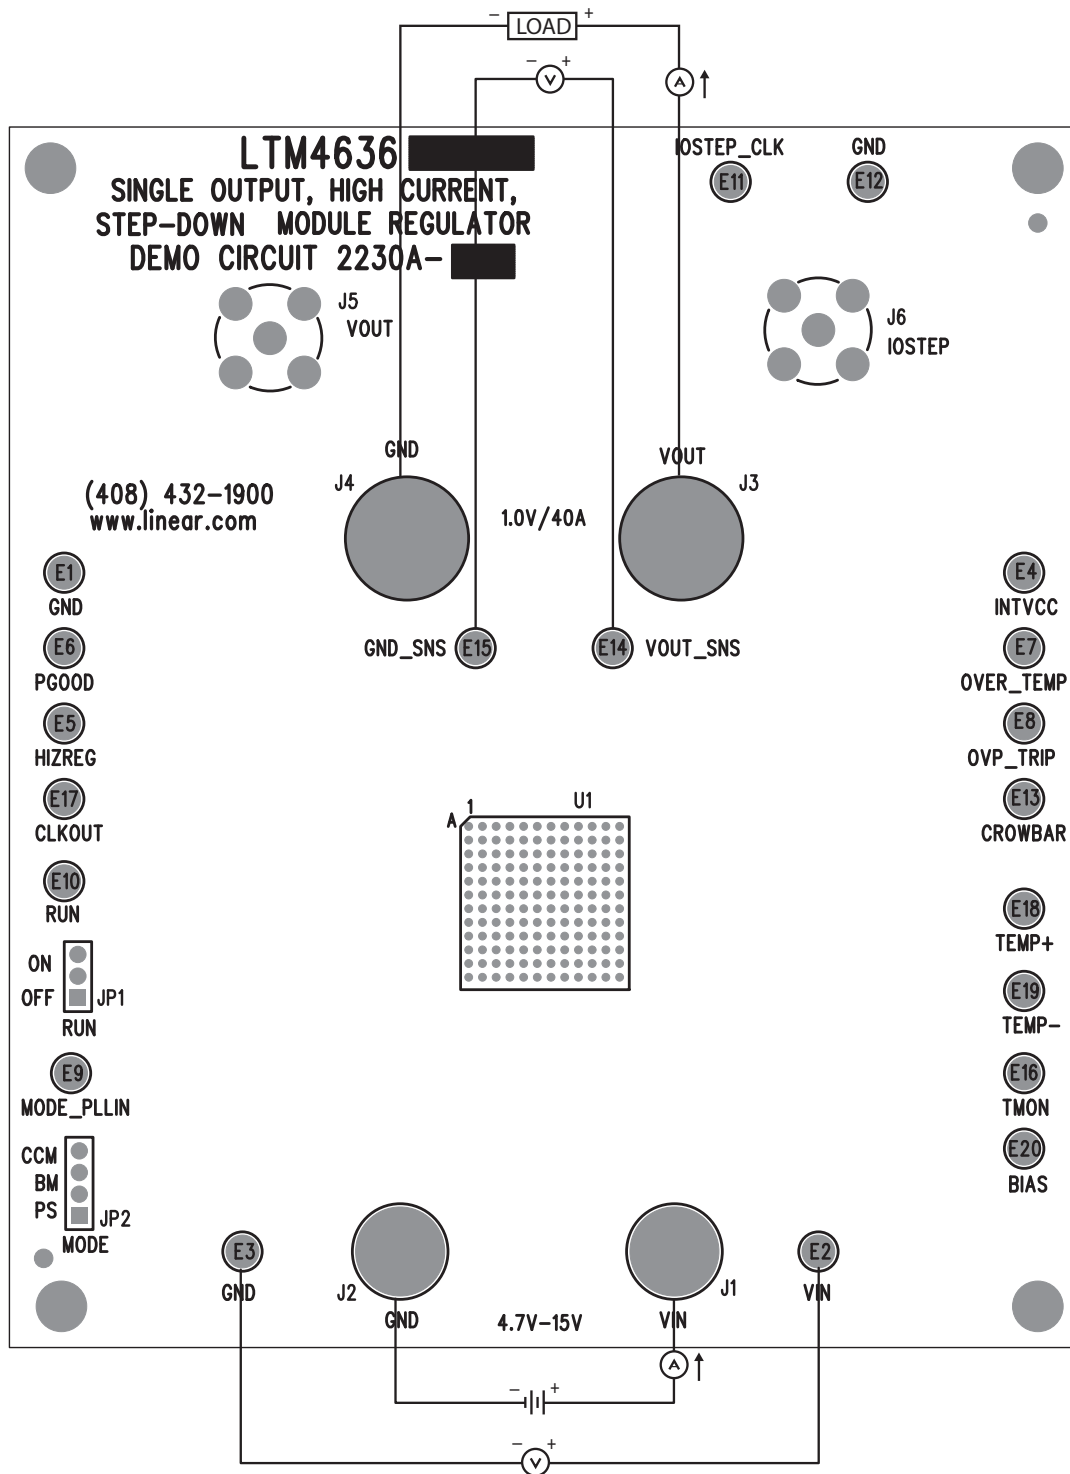 − LOAD +
− V +
A
LTM4636
SINGLE OUTPUT, HIGH CURRENT,
STEP-DOWN MODULE REGULATOR
DEMO CIRCUIT 2230A-
IOSTEP_CLK
E11
GND
E12
J5
VOUT
J6
IOSTEP
GND
J4
VOUT
J3
1.0V/40A
(408) 432-1900
www.linear.com
E1
GND
E6
PGOOD
E5
HIZREG
E17
CLKOUT
E10
RUN
ON
OFF JP1
RUN
E9
MODE_PLLIN
CCM
BM
PS JP2
MODE
GND_SNS E15
E14 VOUT_SNS
A 1 U1
E4
INTVCC
E7
OVER_TEMP
E8
OVP_TRIP
E13
CROWBAR
E18
TEMP+
E19
TEMP-
E16
TMON
E20
BIAS
E3
GND
J2
GND
4.7V-15V
J1
VIN
E2
VIN
A
− +
− V +